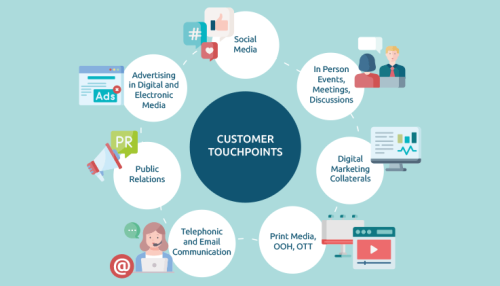 Social
Media
In Person
Events,
Meetings,
Discussions
Digital
Marketing
Collaterals
Print Media,
OOH, OTT
Telephonic
and Email
Communication
Public
Relations
Advertising
in Digital and
Electronic
Media
CUSTOMER
TOUCHPOINTS
#
Ads
PR
@